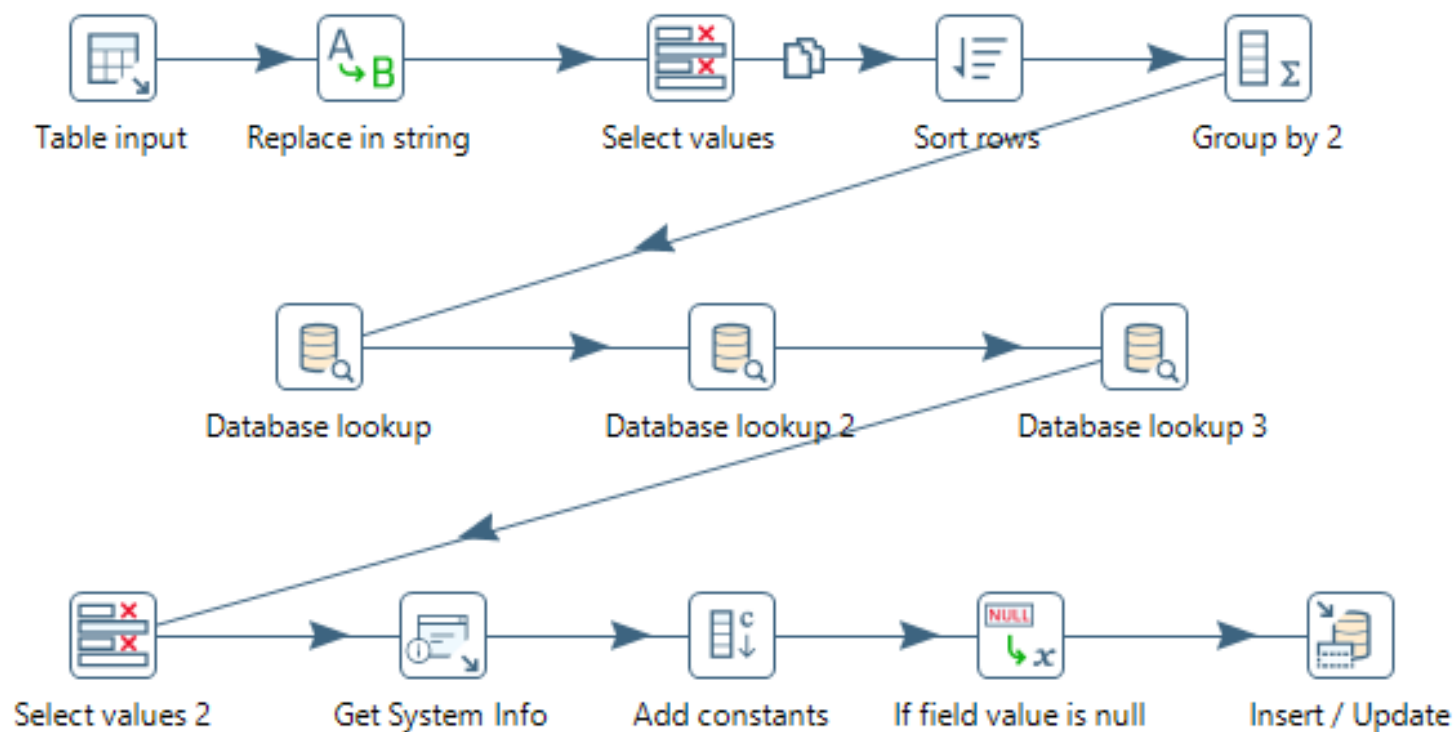 Table input
Replace in string
Select values
Sort rows
Group by 2
Database lookup
Database lookup 2
Database lookup 3
NULL
Select values 2
Get System Info
Add constants
If field value is null
Insert / Update